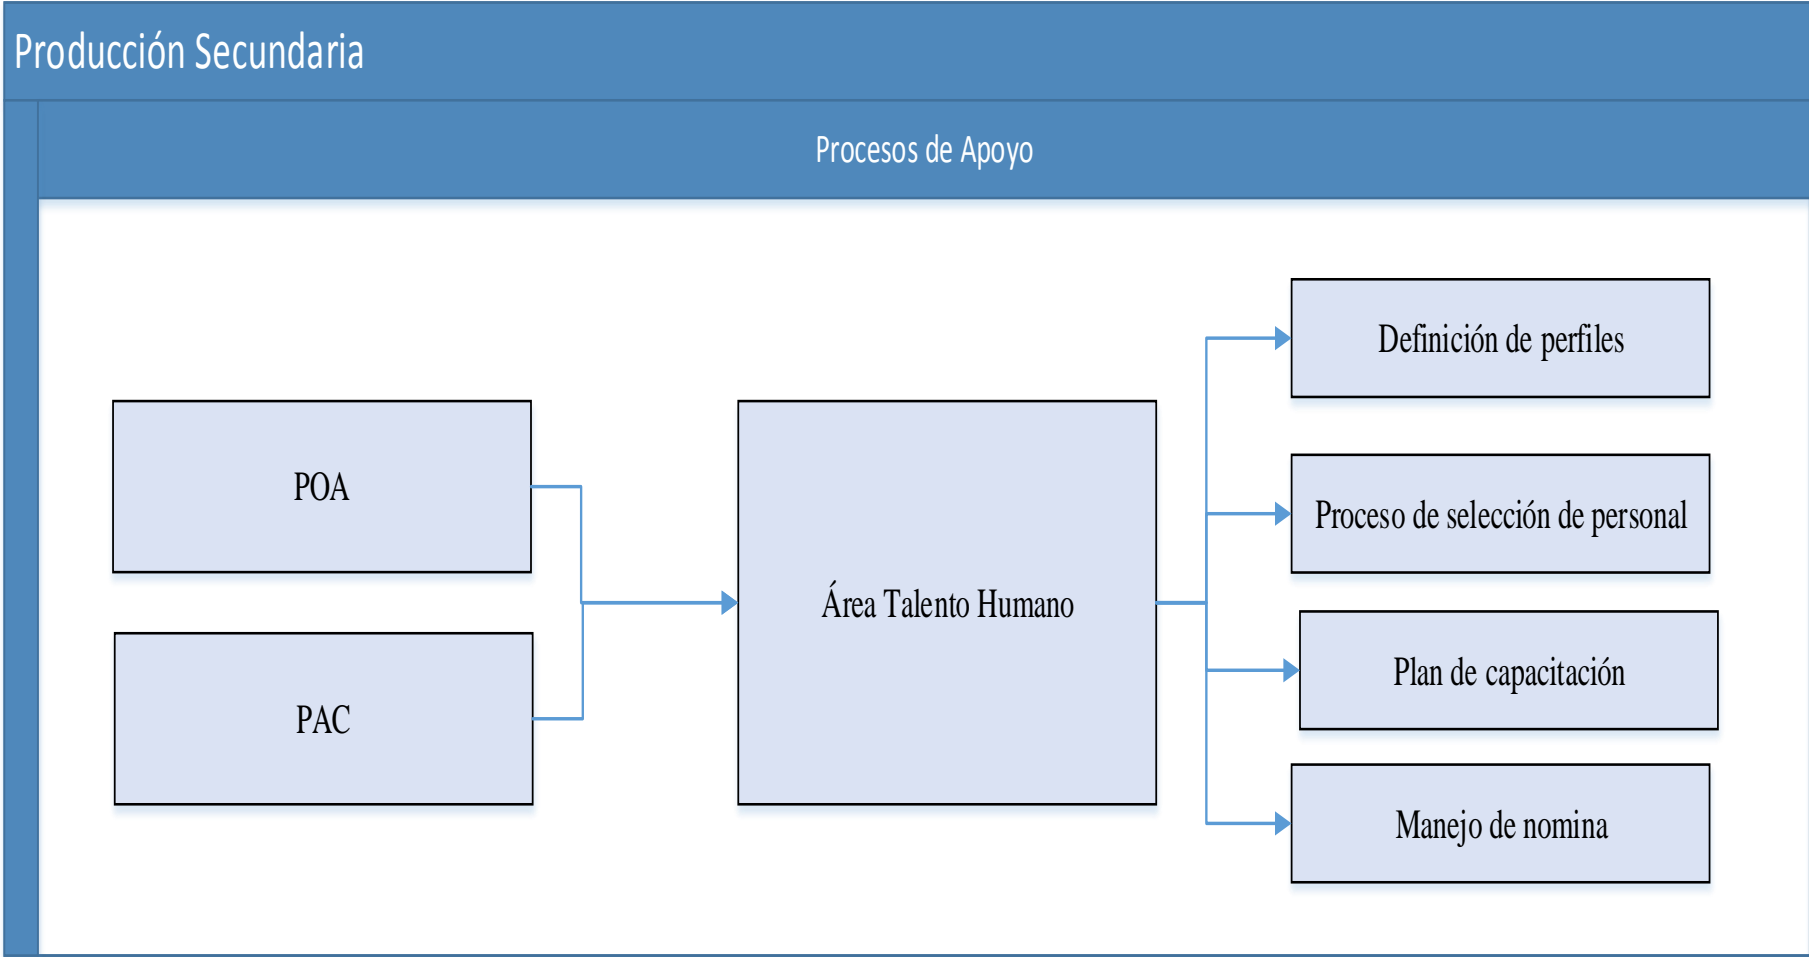 Producción Secundaria
Procesos de Apoyo
POA
PAC
Área Talento Humano
Definición de perfiles
Proceso de selección de personal
Plan de capacitación
Manejo de nomina